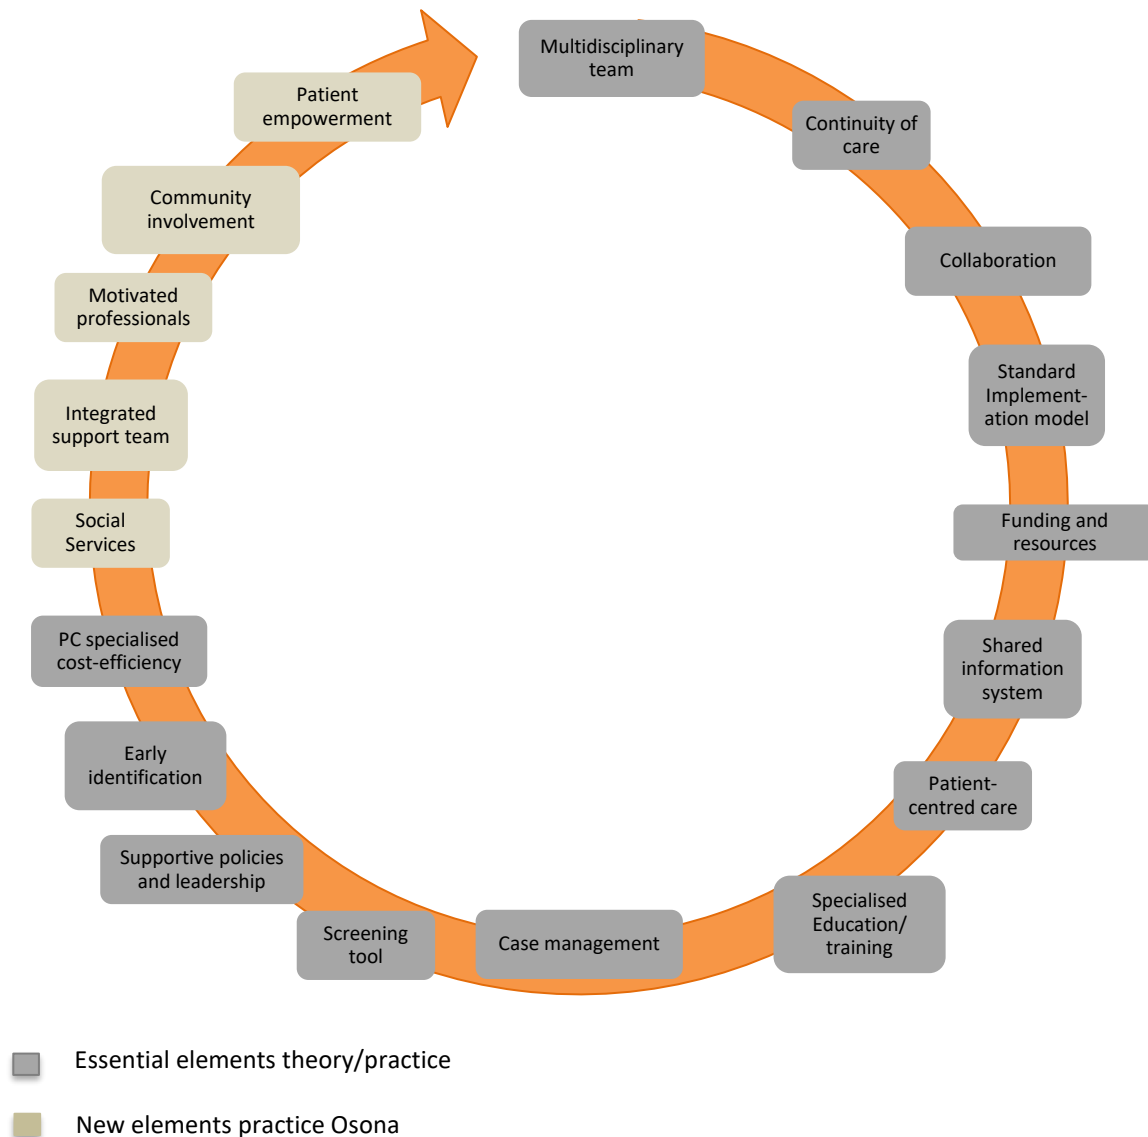 Multidisciplinary
team
Continuity of
care
Collaboration
Standard
Implement-
ation model
Funding and
resources
Shared
information
system
Patient-
centred care
Specialised
Education/
training
Case management
Screening
tool
Supportive policies
and leadership
Early
identification
PC specialised
cost-efficiency
Social
Services
Integrated
support team
Motivated
professionals
Community
involvement
Patient
empowerment
Essential elements theory/practice
New elements practice Osona